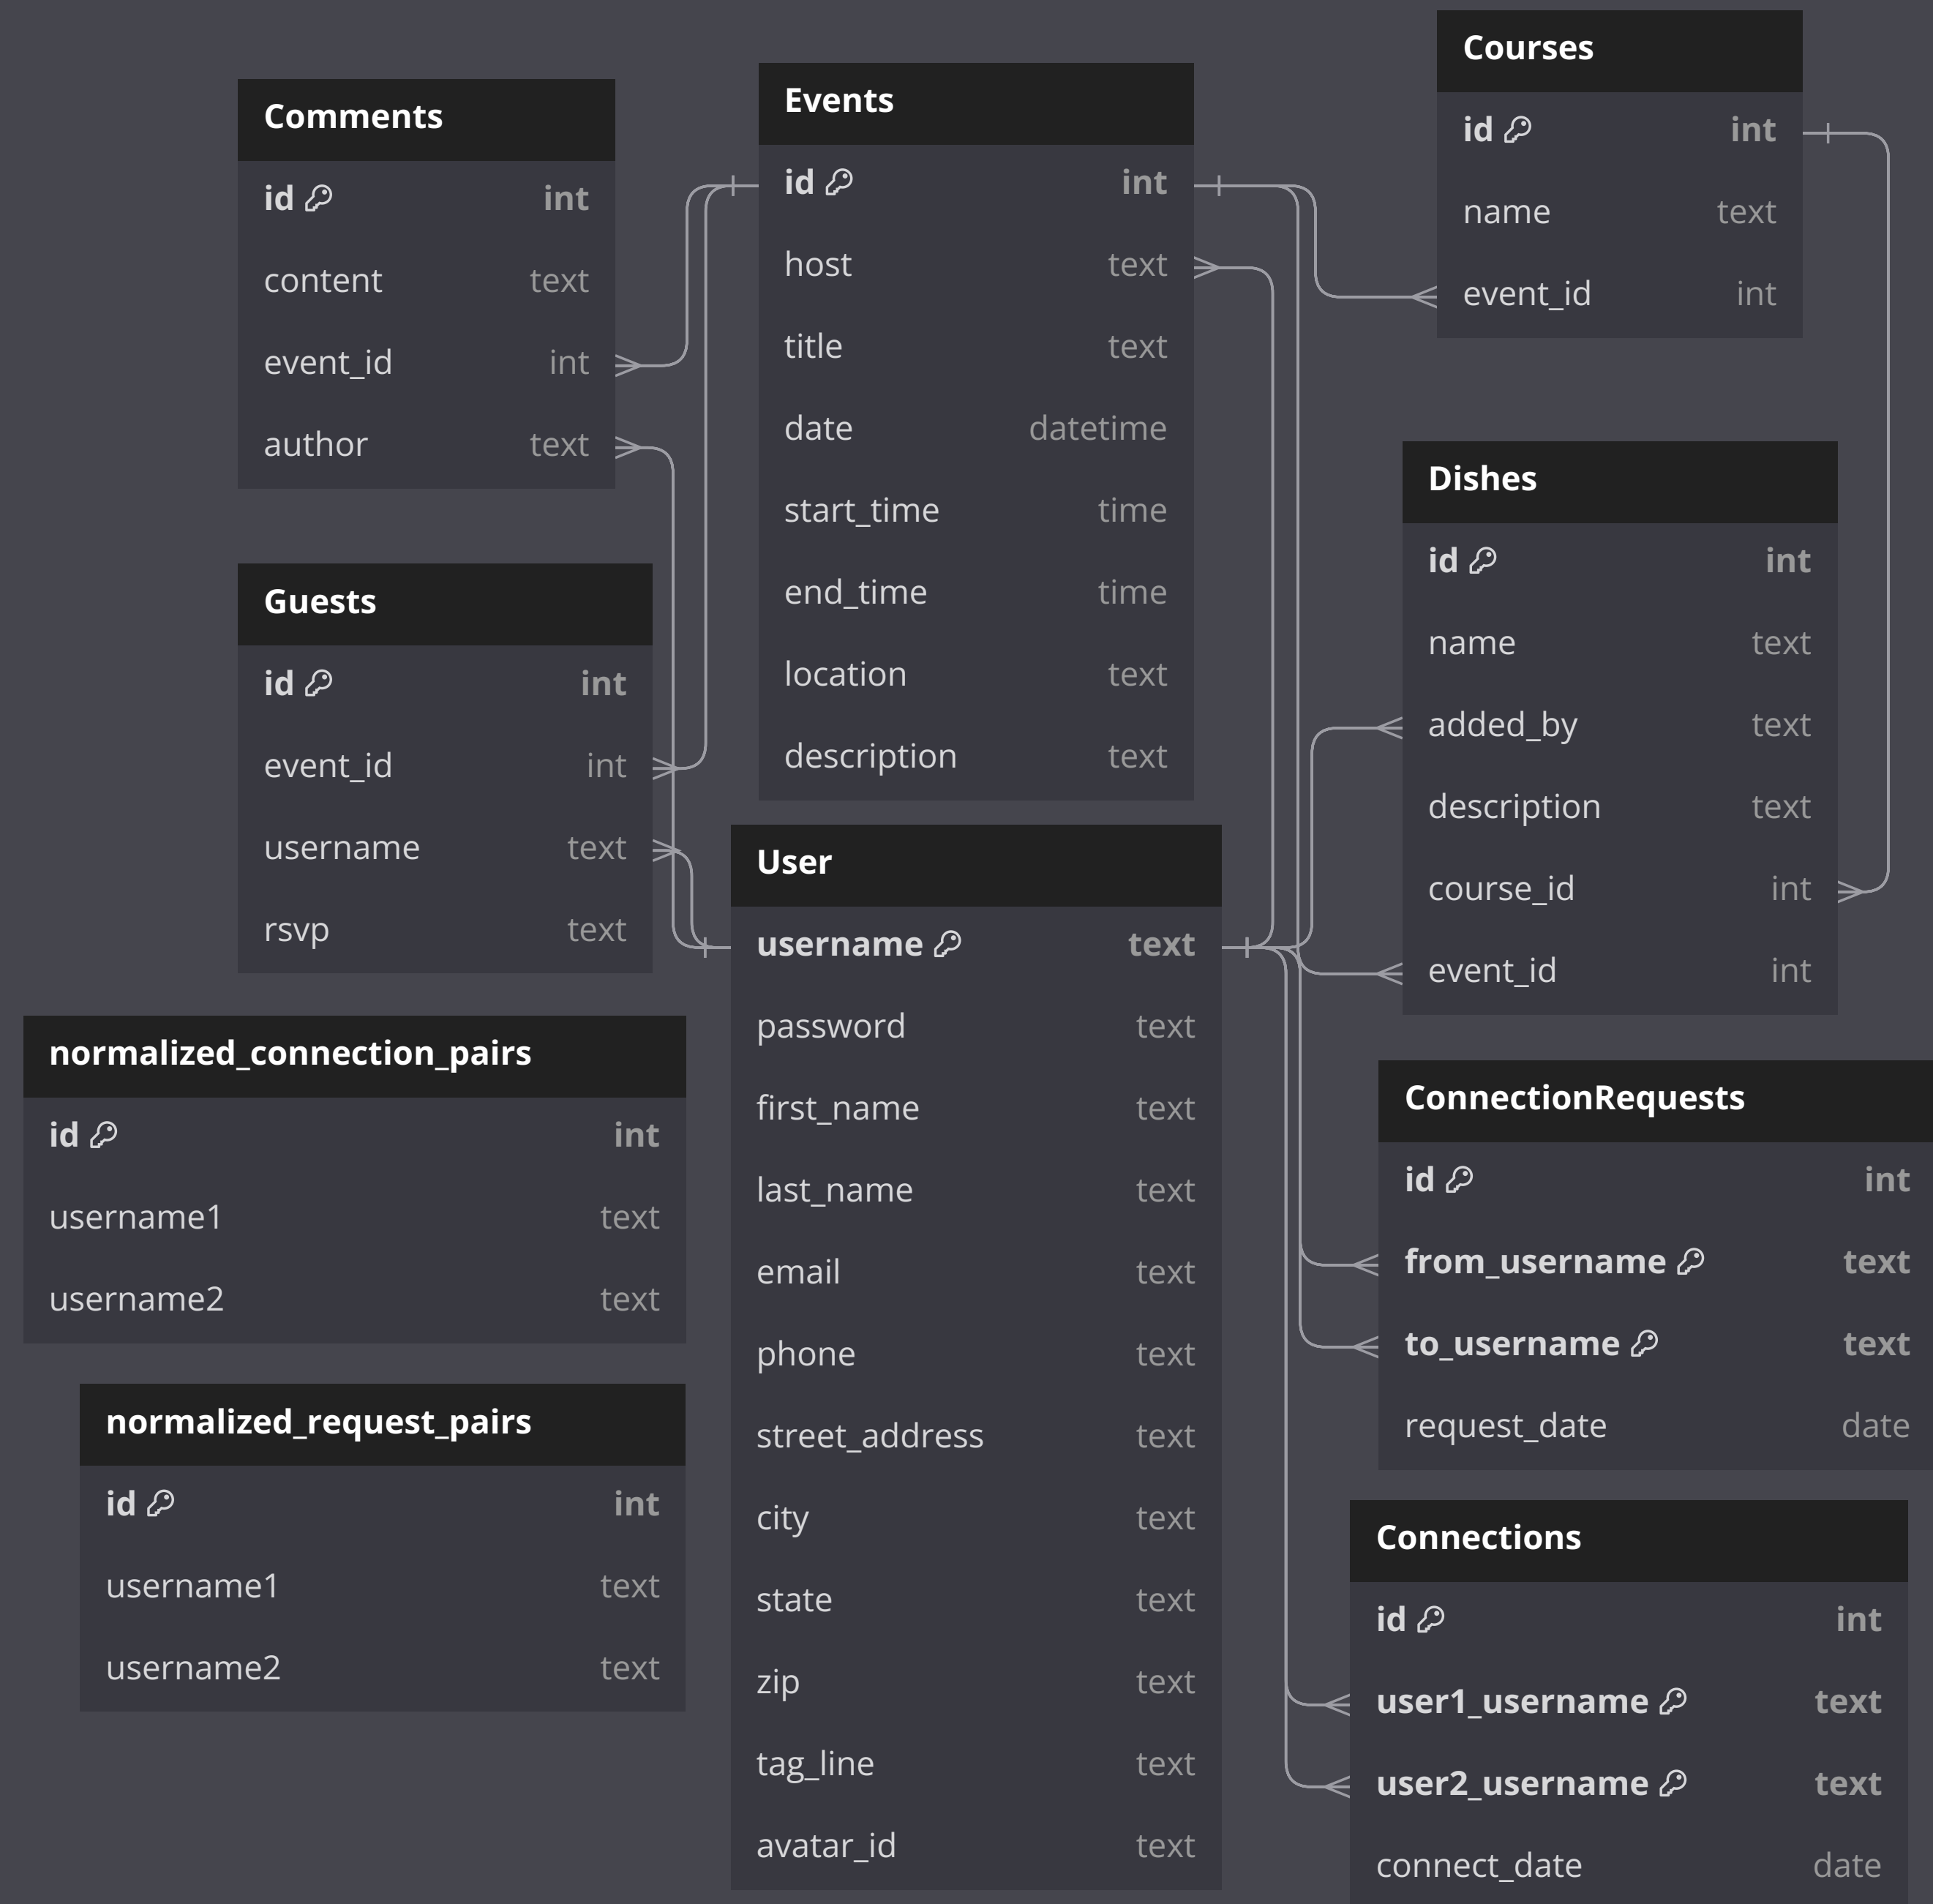 Comments
id int
content text
event_id int
author text
Guests
id int
event_id int
username text
rsvp text
normalized_connection_pairs
id int
username1 text
username2 text
normalized_request_pairs
id int
username1 text
username2 text
Events
id int
host text
title text
date datetime
start_time time
end_time time
location text
description text
User
username text
password text
first_name text
last_name text
email text
phone text
street_address text
city text
state text
zip text
tag_line text
avatar_id text
Courses
id int
name text
event_id int
Dishes
id int
name text
added_by text
description text
course_id int
event_id int
ConnectionRequests
id int
from_username text
to_username text
request_date date
Connections
id int
user1_username text
user2_username text
connect_date date